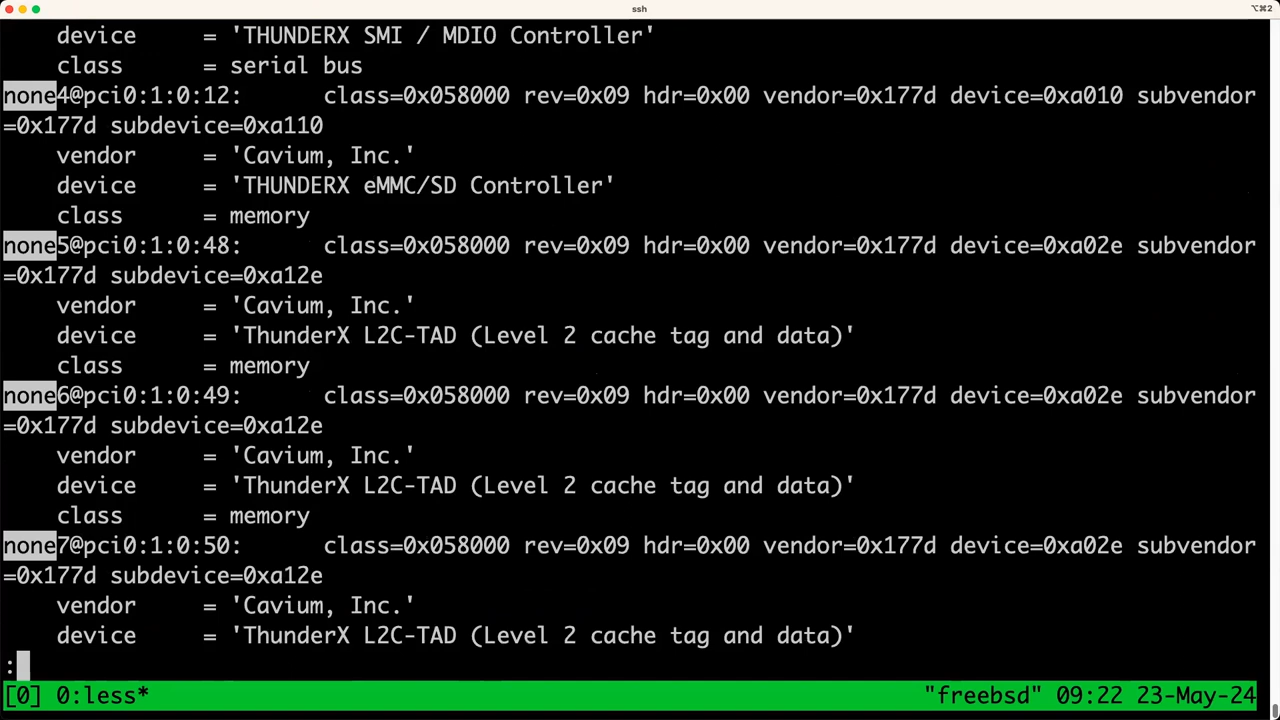 ssh
⌥⌘2
device = 'THUNDERX SMI / MDIO Controller'
class = serial bus
none4@pci0:1:0:12: class=0x058000 rev=0x09 hdr=0x00 vendor=0x177d device=0xa010 subvendor
=0x177d subdevice=0xa110
vendor = 'Cavium, Inc.'
device = 'THUNDERX eMMC/SD Controller'
class = memory
none5@pci0:1:0:48: class=0x058000 rev=0x09 hdr=0x00 vendor=0x177d device=0xa02e subvendor
=0x177d subdevice=0xa12e
vendor = 'Cavium, Inc.'
device = 'ThunderX L2C-TAD (Level 2 cache tag and data)'
class = memory
none6@pci0:1:0:49: class=0x058000 rev=0x09 hdr=0x00 vendor=0x177d device=0xa02e subvendor
=0x177d subdevice=0xa12e
vendor = 'Cavium, Inc.'
device = 'ThunderX L2C-TAD (Level 2 cache tag and data)'
class = memory
none7@pci0:1:0:50: class=0x058000 rev=0x09 hdr=0x00 vendor=0x177d device=0xa02e subvendor
=0x177d subdevice=0xa12e
vendor = 'Cavium, Inc.'
device = 'ThunderX L2C-TAD (Level 2 cache tag and data)'
:
[0] 0:less* "freebsd" 09:22 23-May-24